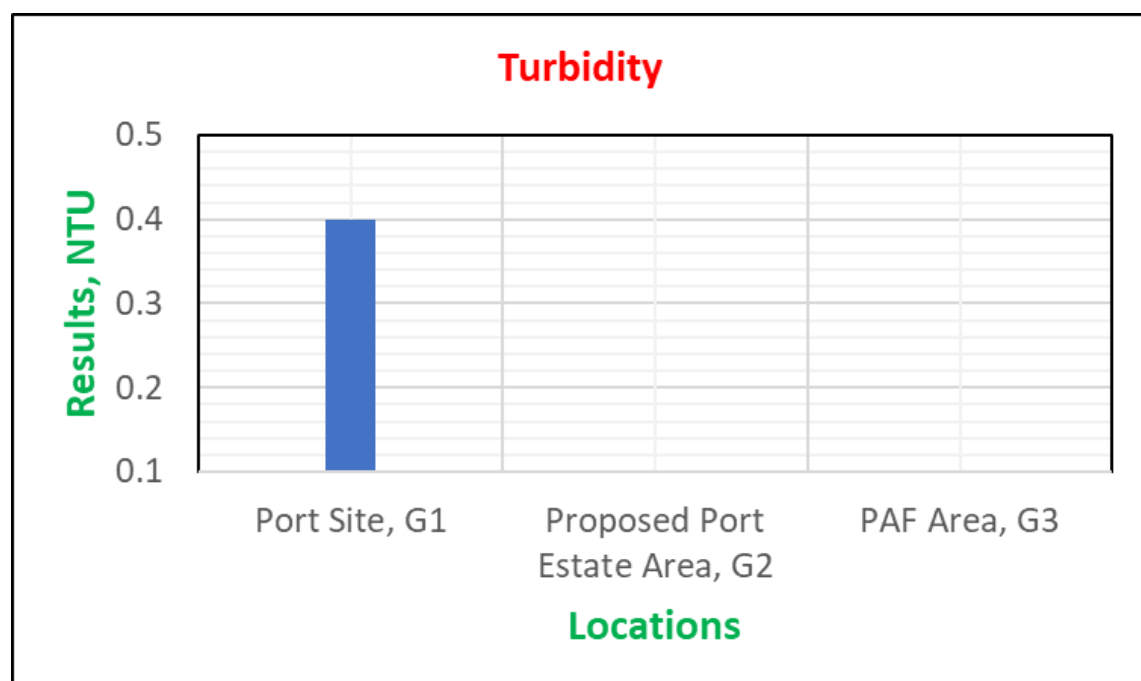 Turbidity
Results, NTU
0.5
0.4
0.3
0.2
0.1
Port Site, G1
Proposed Port
Estate Area, G2
PAF Area, G3
Locations